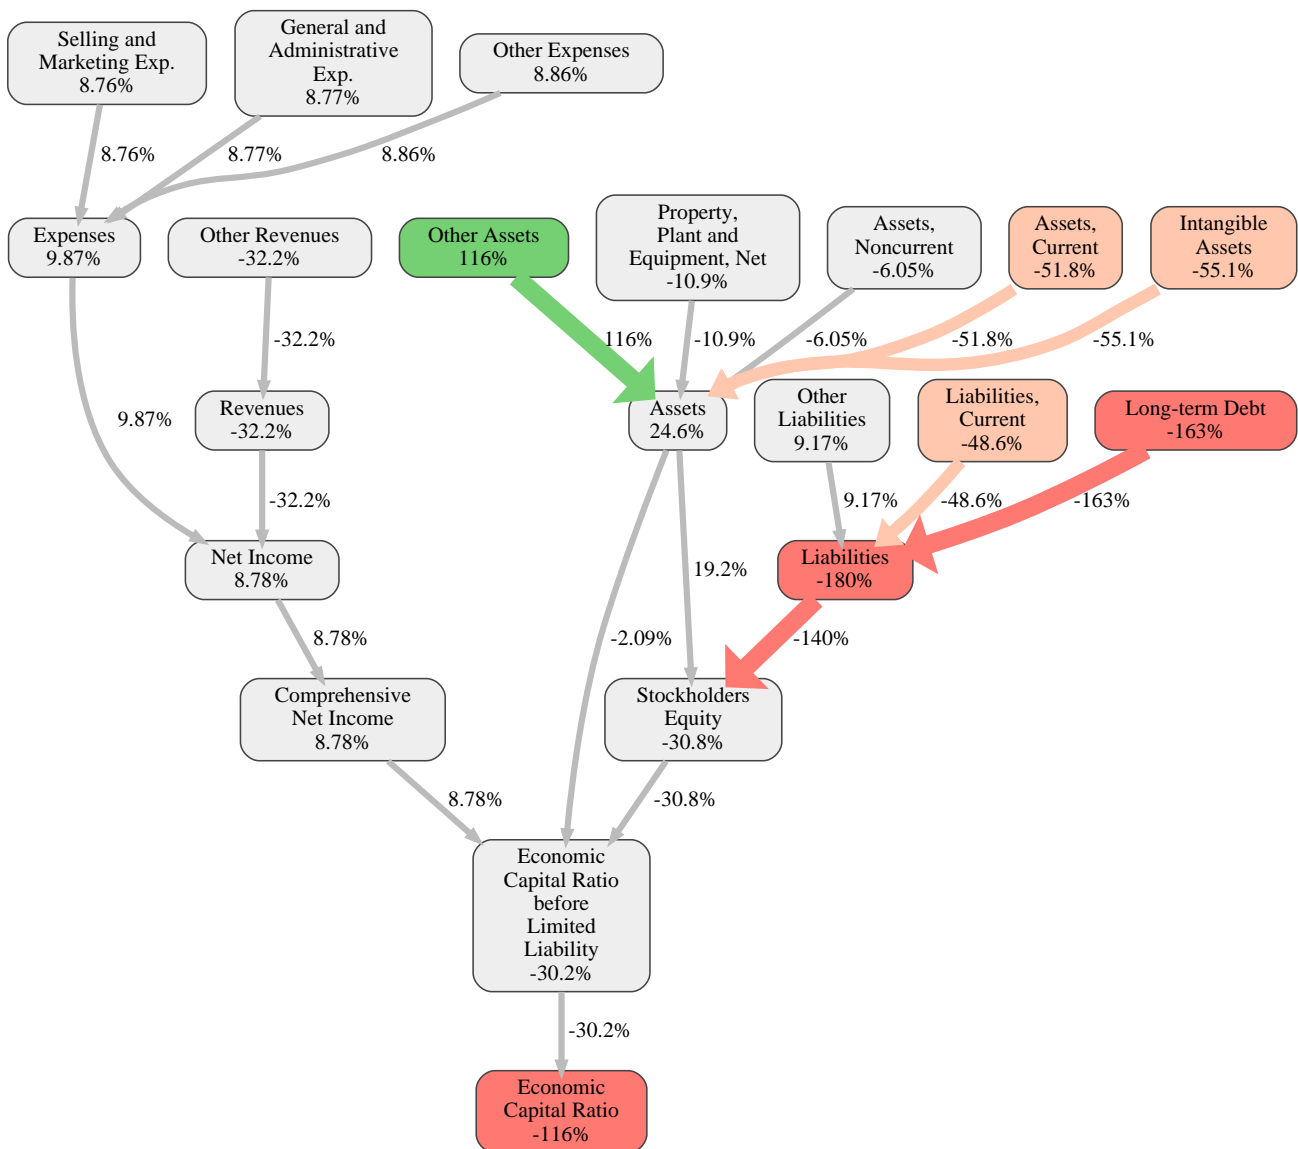 Selling and
Marketing Exp.
8.76%
General and
Administrative
Exp.
8.77%
Other Expenses
8.86%
8.76%
8.77%
8.86%
Expenses
9.87%
Other Revenues
-32.2%
Other Assets
116%
Property,
Plant and
Equipment, Net
-10.9%
Assets,
Noncurrent
-6.05%
Assets,
Current
-51.8%
Intangible
Assets
-55.1%
-32.2%
116%
-10.9%
-6.05%
-51.8%
-55.1%
9.87%
Revenues
-32.2%
Assets
24.6%
Other
Liabilities
9.17%
Liabilities,
Current
-48.6%
Long-term Debt
-163%
-32.2%
9.17%
-48.6%
-163%
Net Income
8.78%
19.2%
Liabilities
-180%
8.78%
-2.09%
-140%
Comprehensive
Net Income
8.78%
Stockholders
Equity
-30.8%
8.78%
-30.8%
Economic
Capital Ratio
before
Limited
Liability
-30.2%
-30.2%
Economic
Capital Ratio
-116%